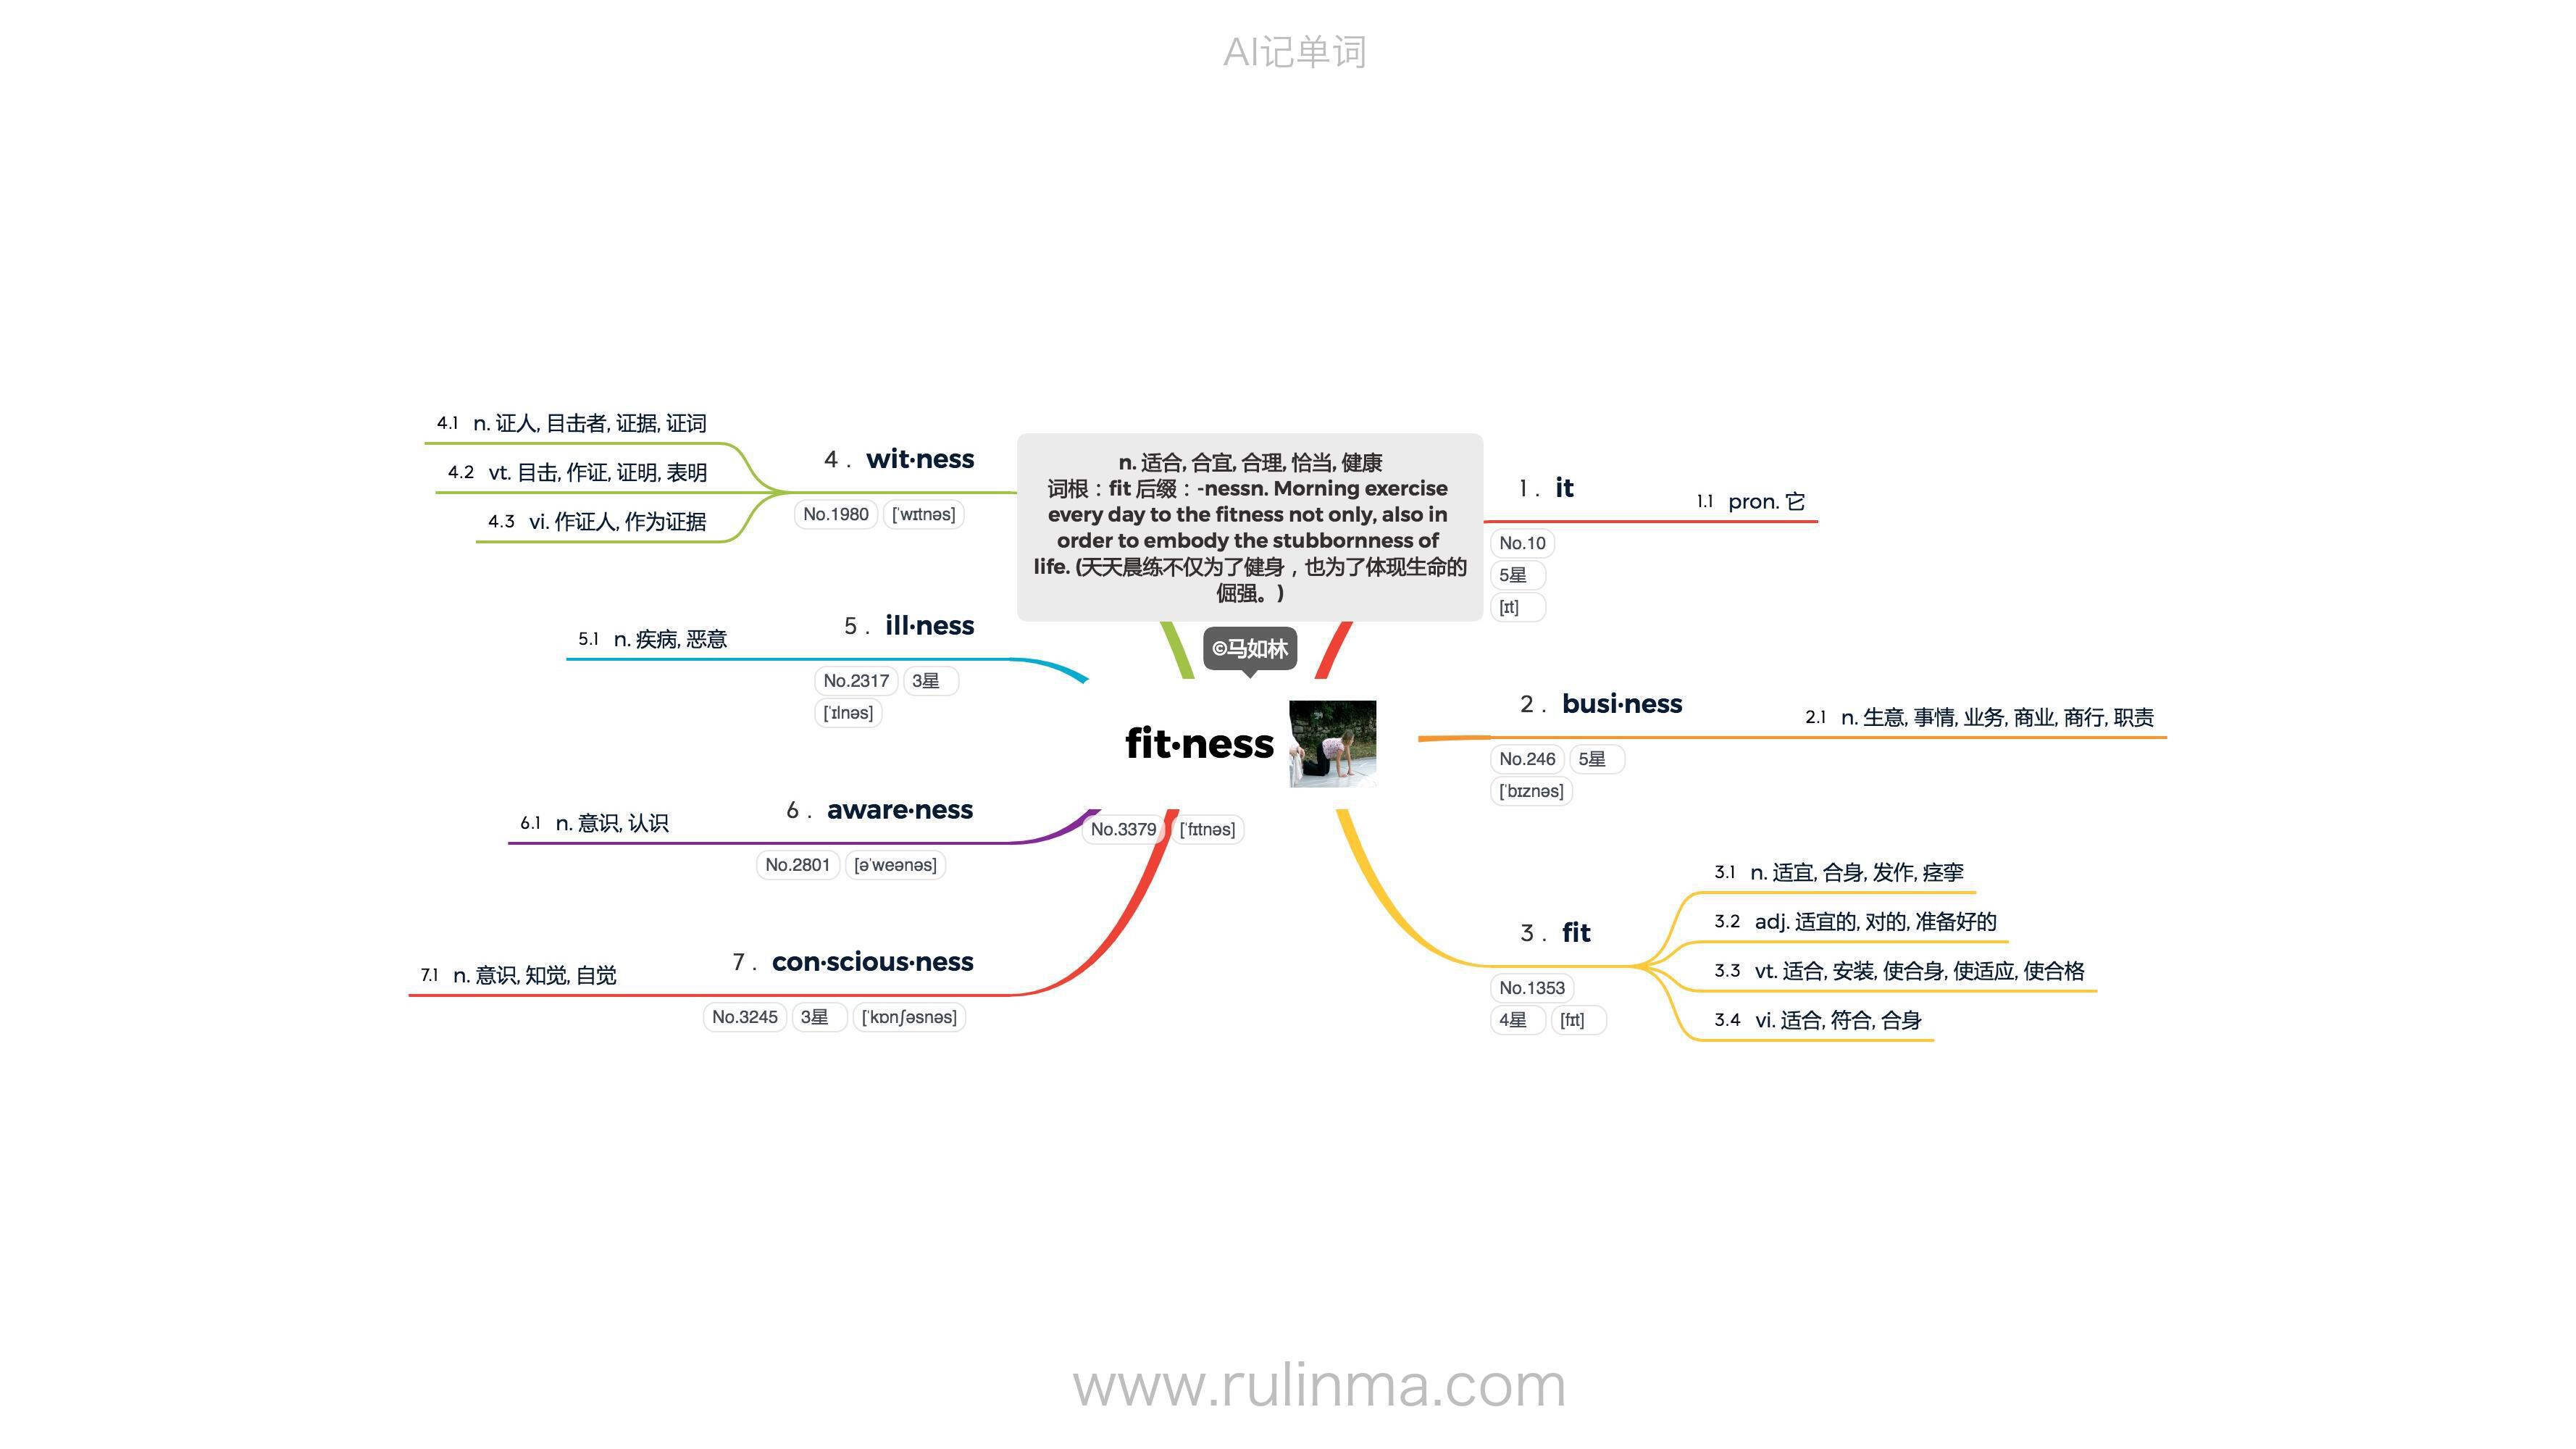 AI记单词
n. 适合, 合宜, 合理, 恰当, 健康
词根：fit 后缀：-nessn. Morning exercise
every day to the fitness not only, also in
order to embody the stubbornness of
life. (天天晨练不仅为了健身，也为了体现生命的
倔强。)
©马如林
fit·ness
No.3379 [ˈfɪtnəs]
1 . it
No.10
5星
[ɪt]
1.1 pron. 它
2 . busi·ness
No.246 5星
[ˈbɪznəs]
2.1 n. 生意, 事情, 业务, 商业, 商行, 职责
3 . fit
No.1353
4星 [fɪt]
3.1 n. 适宜, 合身, 发作, 痉挛
3.2 adj. 适宜的, 对的, 准备好的
3.3 vt. 适合, 安装, 使合身, 使适应, 使合格
3.4 vi. 适合, 符合, 合身
4 . wit·ness
No.1980 [ˈwɪtnəs]
4.1 n. 证人, 目击者, 证据, 证词
4.2 vt. 目击, 作证, 证明, 表明
4.3 vi. 作证人, 作为证据
5 . ill·ness
No.2317 3星
[ˈɪlnəs]
5.1 n. 疾病, 恶意
6 . aware·ness
No.2801 [əˈweənəs]
6.1 n. 意识, 认识
7 . con·scious·ness
No.3245 3星 [ˈkɒnʃəsnəs]
7.1 n. 意识, 知觉, 自觉
www.rulinma.com